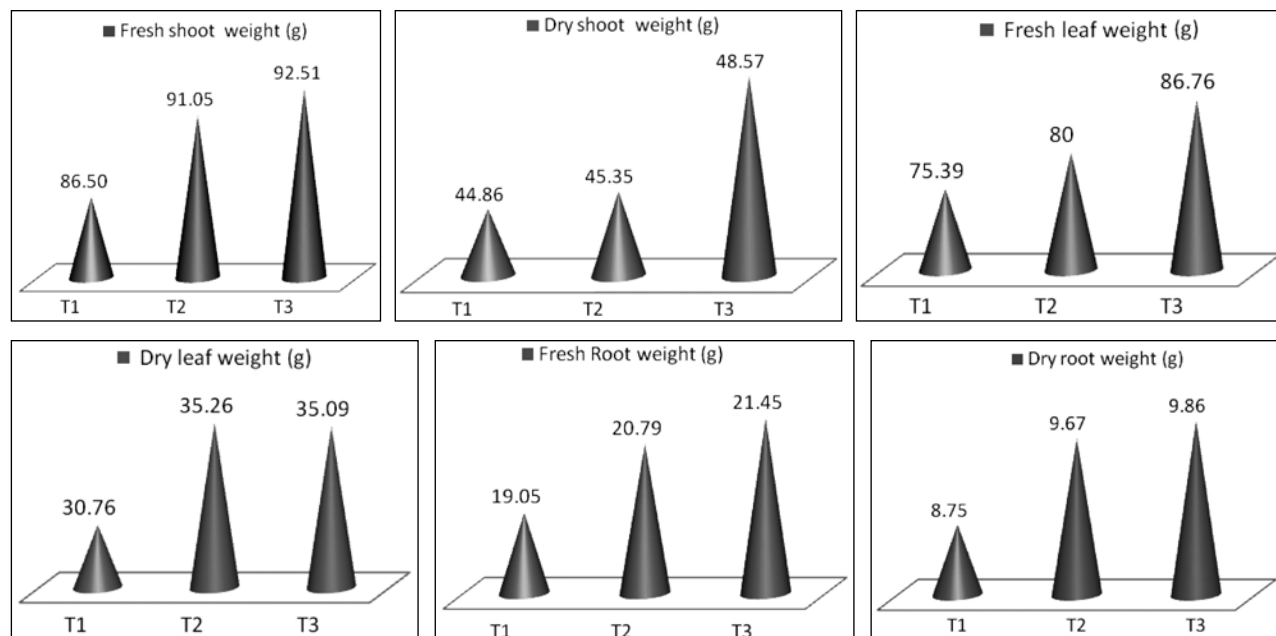 Fresh shoot weight (g)
92.51
91.05
86.50
T1 T2 T3
Dry shoot weight (g)
48.57
45.35
44.86
T1 T2 T3
Fresh leaf weight (g)
86.76
80
75.39
T1 T2 T3
Dry leaf weight (g)
35.26 35.09
30.76
T1 T2 T3
Fresh Root weight (g)
21.45
20.79
19.05
T1 T2 T3
Dry root weight (g)
9.86
9.67
8.75
T1 T2 T3